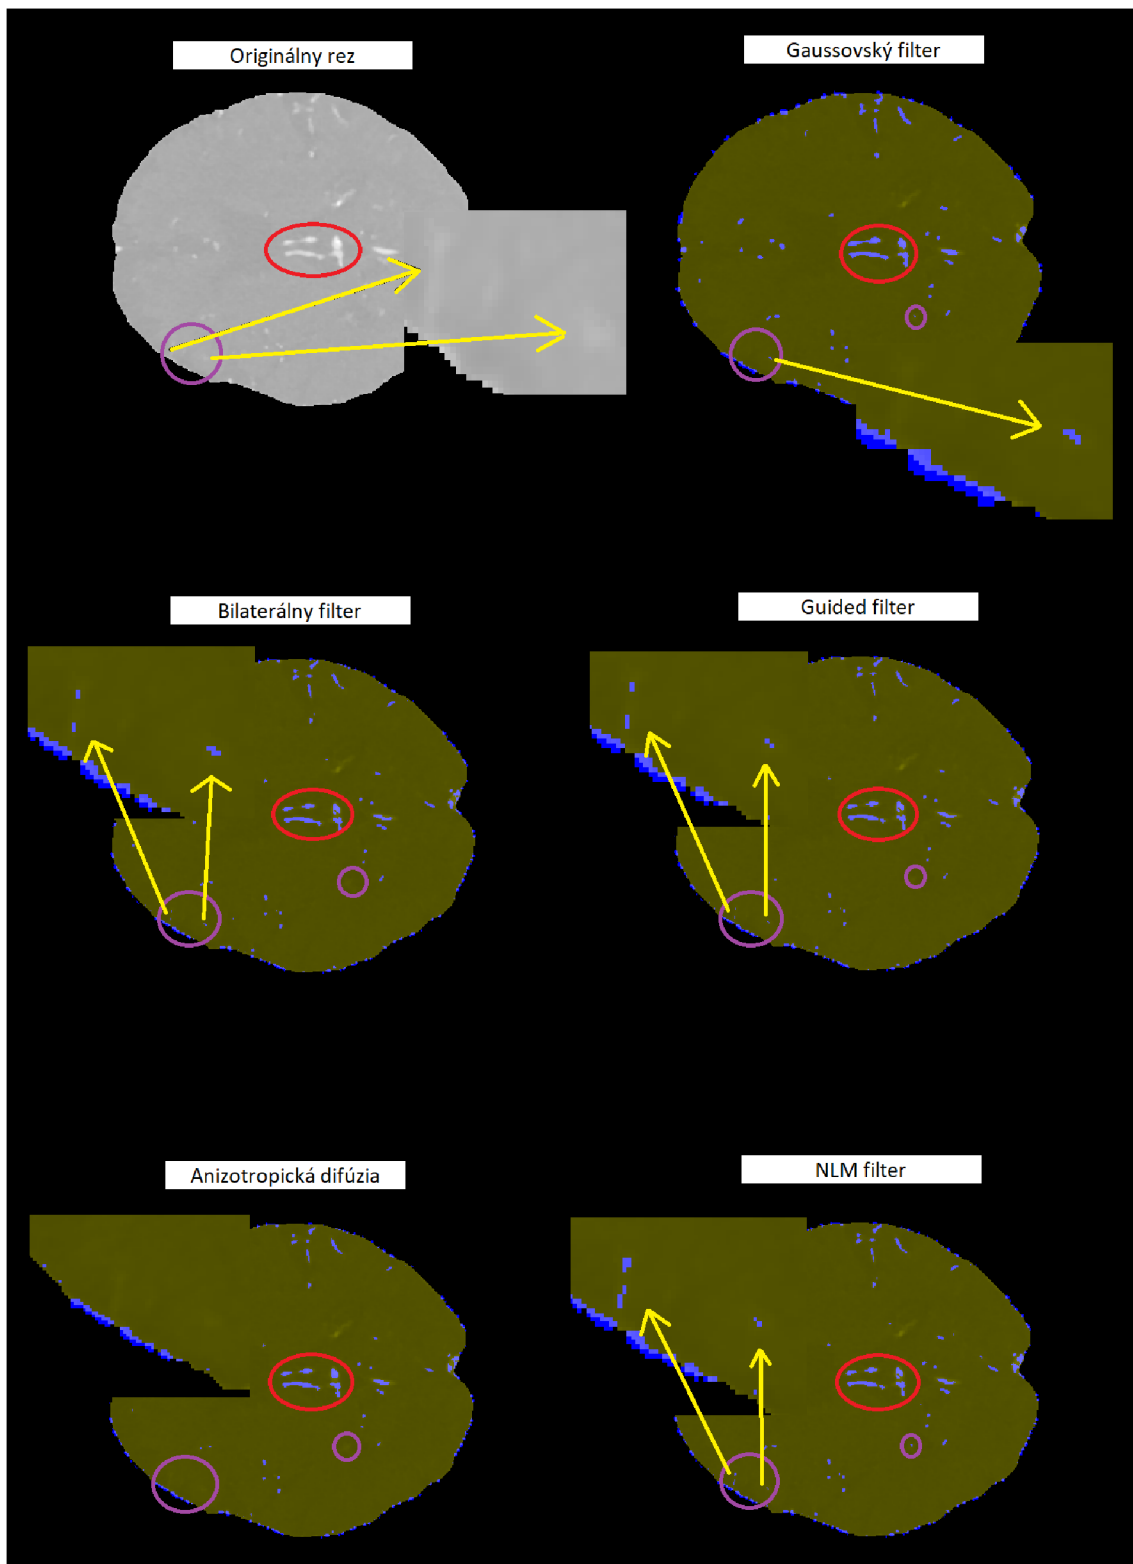 Originálny rez
Gaussovský filter
Bilaterálny filter
Guided filter
Anizotropická difúzia
NLM filter